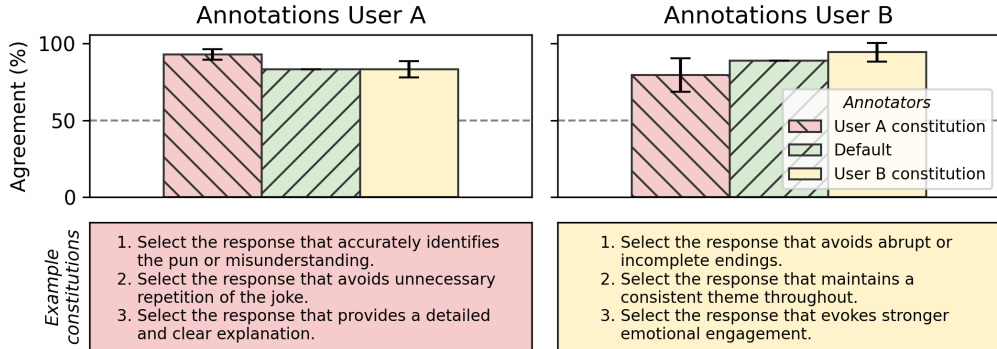 Annotations User A
Annotations User B
Agreement (%)
100
50
0
Annotators
User A constitution
Default
User B constitution
Example
constitutions
1. Select the response that accurately identifies
the pun or misunderstanding.
2. Select the response that avoids unnecessary
repetition of the joke.
3. Select the response that provides a detailed
and clear explanation.
1. Select the response that avoids abrupt or
incomplete endings.
2. Select the response that maintains a
consistent theme throughout.
3. Select the response that evokes stronger
emotional engagement.